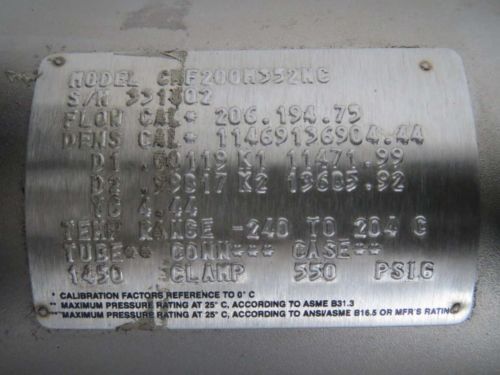 MODEL CMF200M352NC
S/N 331302
FLOW CAL* 206.194.75
DENS CAL* 11469136904.44
D1 .00119 K1 11471.99
D2 .99817 K2 13685.92
TC 4.44
TEMP RANGE -240 TO 204 C
TUBE** CONN*** CASE**
1450 CLAMP 550 PSIG
* CALIBRATION FACTORS REFERENCE TO 0° C
** MAXIMUM PRESSURE RATING AT 25° C, ACCORDING TO ASME B31.3
*** MAXIMUM PRESSURE RATING AT 25° C, ACCORDING TO ANSI/ASME B16.5 OR MFR'S RATING